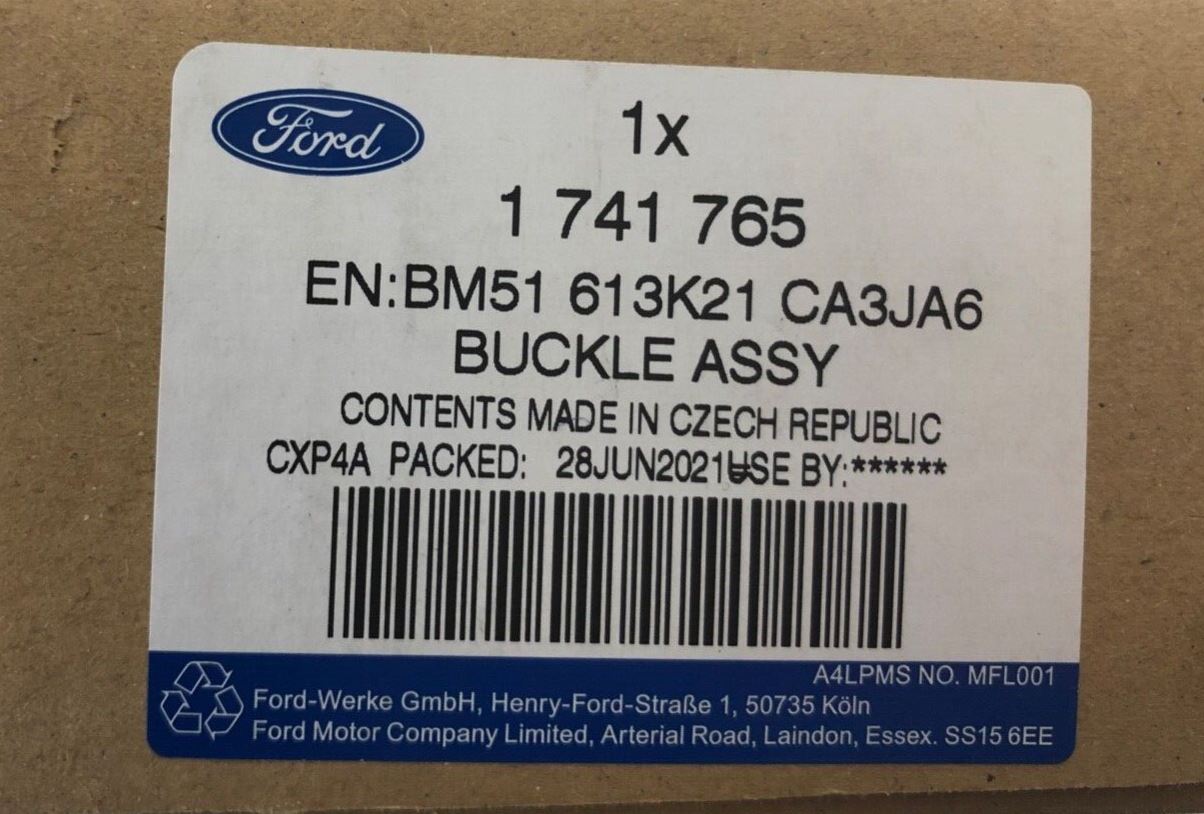 Ford
1x
1 741 765
EN:BM51 613K21 CA3JA6
BUCKLE ASSY
CONTENTS MADE IN CZECH REPUBLIC
CXP4A PACKED: 28JUN2021USE BY:******
A4LPMS NO. MFL001
Ford-Werke GmbH, Henry-Ford-Straße 1, 50735 Köln
Ford Motor Company Limited, Arterial Road, Laindon, Essex. SS15 6EE